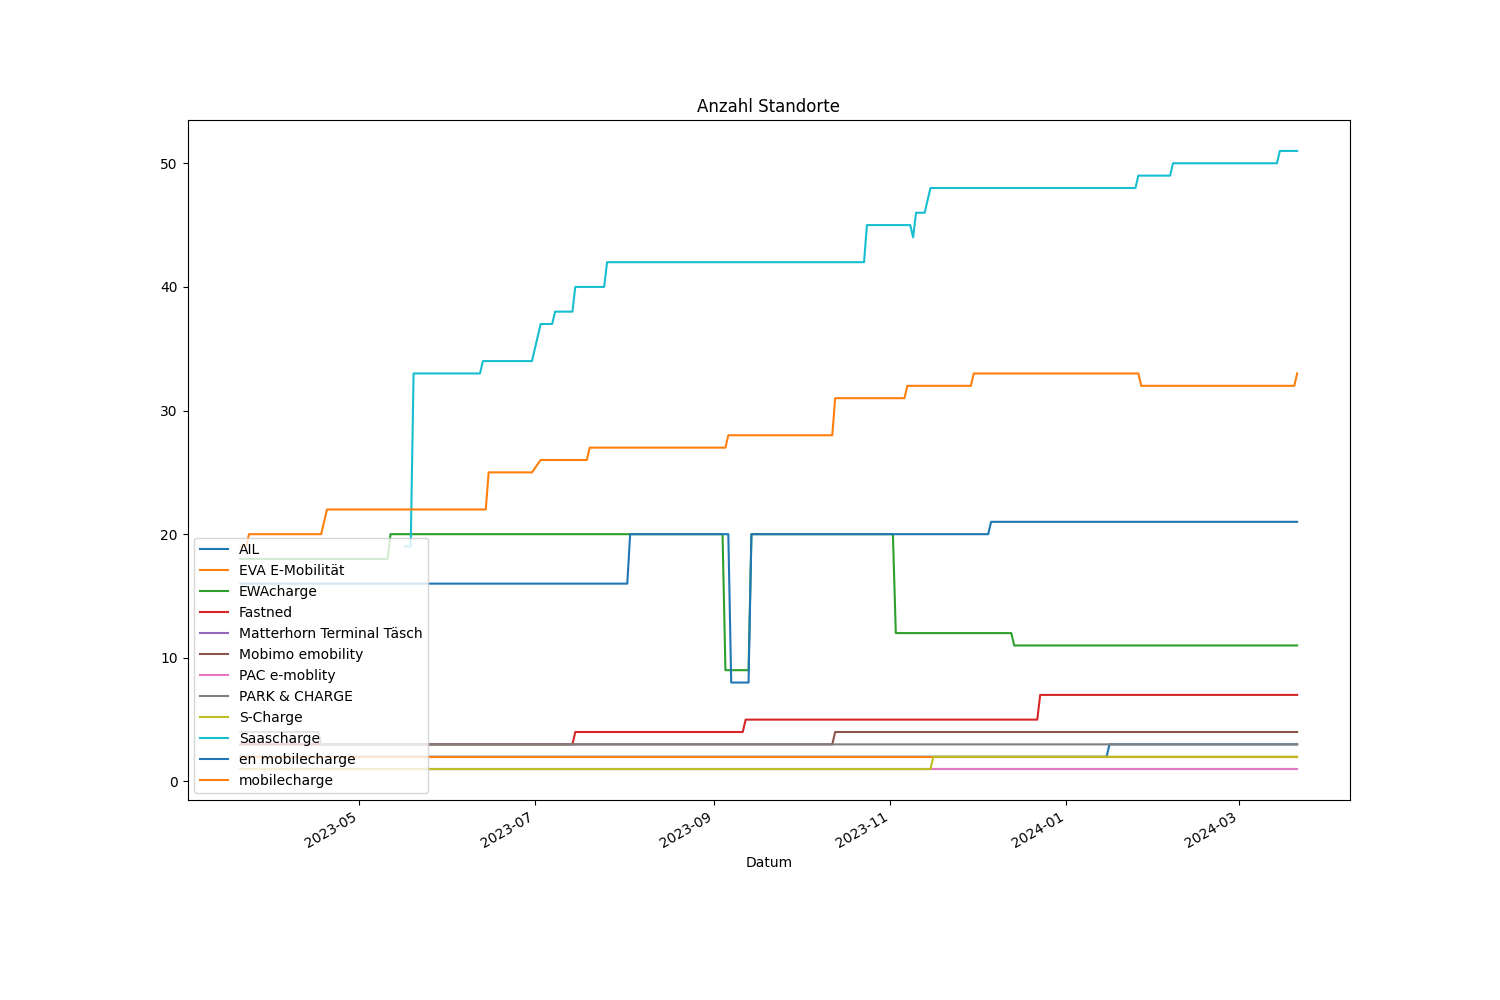 Anzahl Standorte
50
40
30
20
10
0
AIL
EVA E-Mobilität
EWAcharge
Fastned
Matterhorn Terminal Täsch
Mobimo emobility
PAC e-moblity
PARK & CHARGE
S-Charge
Saascharge
en mobilecharge
mobilecharge
2023-05
2023-07
2023-09
2023-11
2024-01
2024-03
Datum